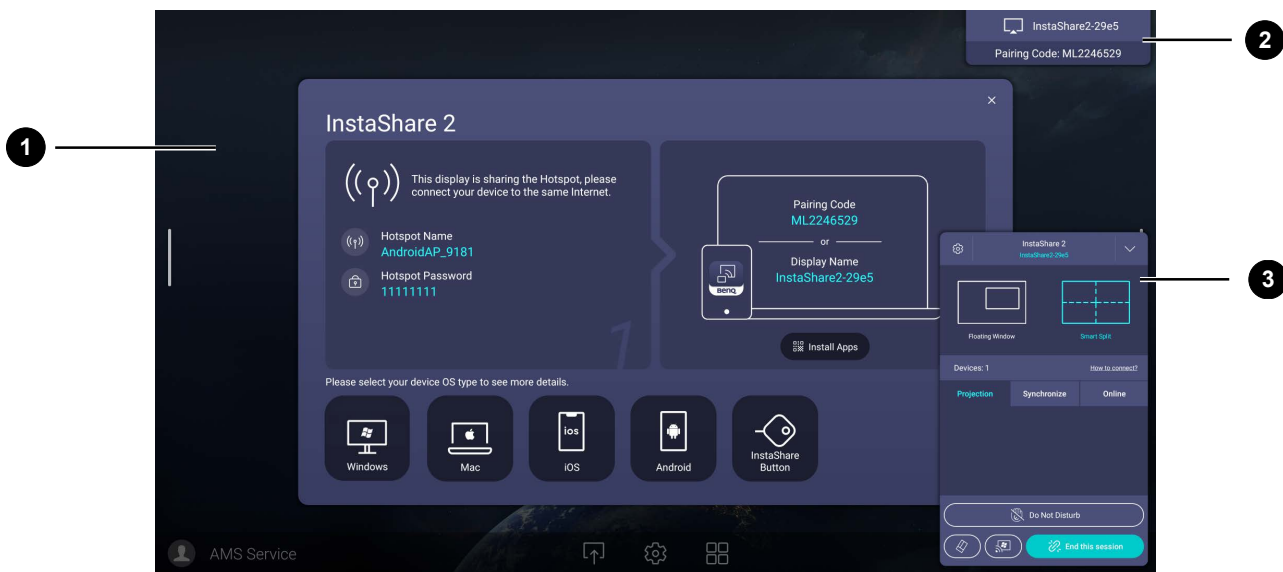 InstaShare2-29e5
2
Pairing Code: ML2246529
InstaShare 2
1
This display is sharing the Hotspot, please
connect your device to the same Internet.
Hotspot Name
AndroidAP_9181
Hotspot Password
11111111
1
Pairing Code
ML2246529
or
Display Name
InstaShare2-29e5
BenQ
Install Apps
Please select your device OS type to see more details.
Windows
Mac
ios
iOS
Android
InstaShare
Button
InstaShare 2
InstaShare2-29e5
3
Floating Window
Smart Split
Devices: 1
How to connect?
Projection
Synchronize
Online
Do Not Disturb
End this session
AMS Service